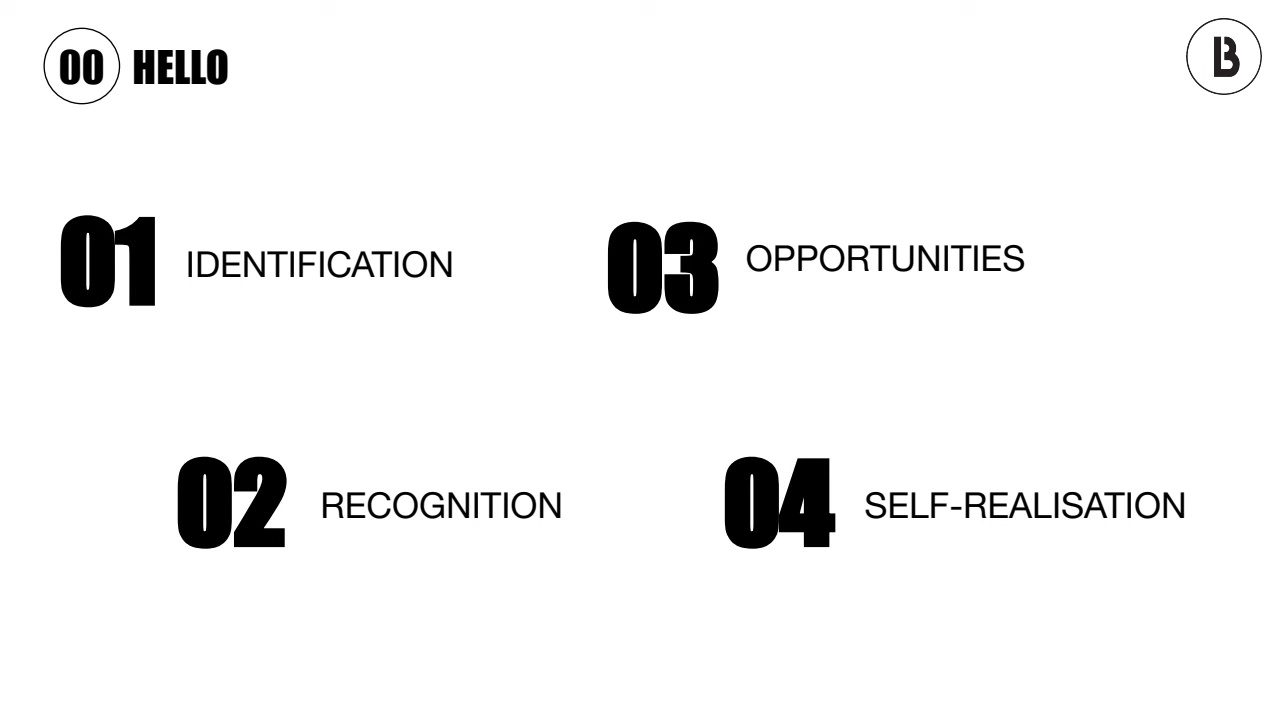 00 HELLO
B
01 IDENTIFICATION
02 RECOGNITION
03 OPPORTUNITIES
04 SELF-REALISATION